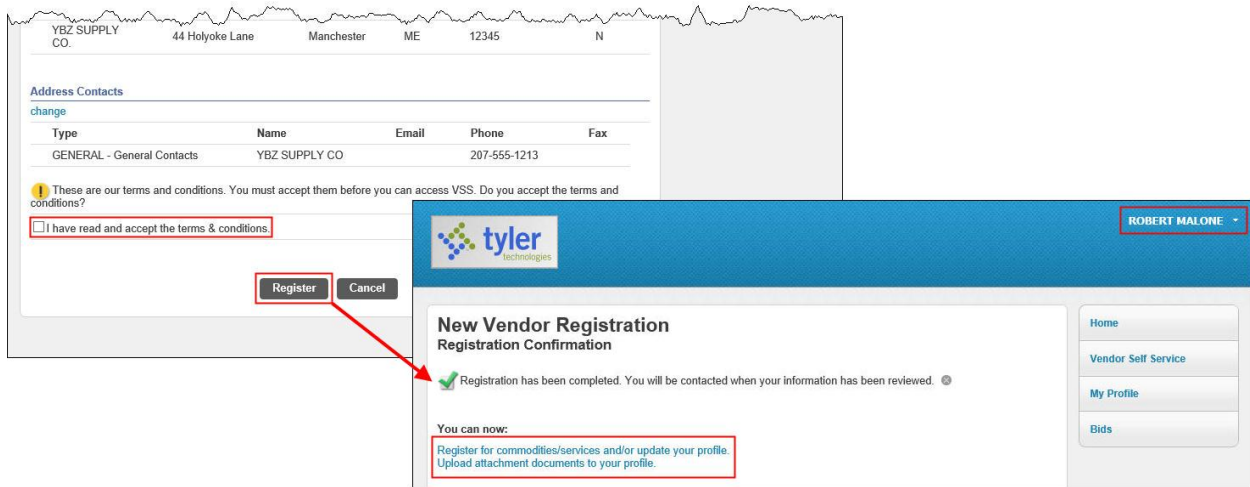 YBZ SUPPLY CO. 44 Holyoke Lane Manchester ME 12345 N
Address Contacts
change
Type Name Email Phone Fax
GENERAL - General Contacts YBZ SUPPLY CO 207-555-1213
These are our terms and conditions. You must accept them before you can access VSS. Do you accept the terms and
conditions?
I have read and accept the terms & conditions.
Register Cancel
tyler
technologies
ROBERT MALONE
New Vendor Registration
Registration Confirmation
Registration has been completed. You will be contacted when your information has been reviewed.
You can now:
Register for commodities/services and/or update your profile.
Upload attachment documents to your profile.
Home
Vendor Self Service
My Profile
Bids